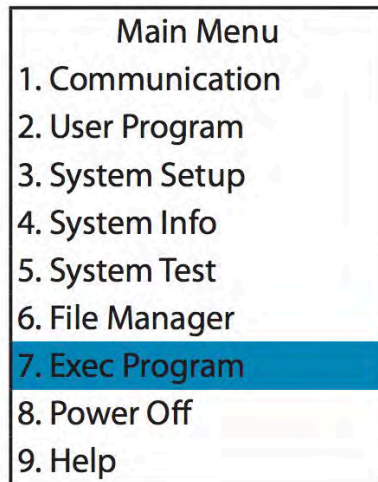 Main Menu
1. Communication
2. User Program
3. System Setup
4. System Info
5. System Test
6. File Manager
7. Exec Program
8. Power Off
9. Help